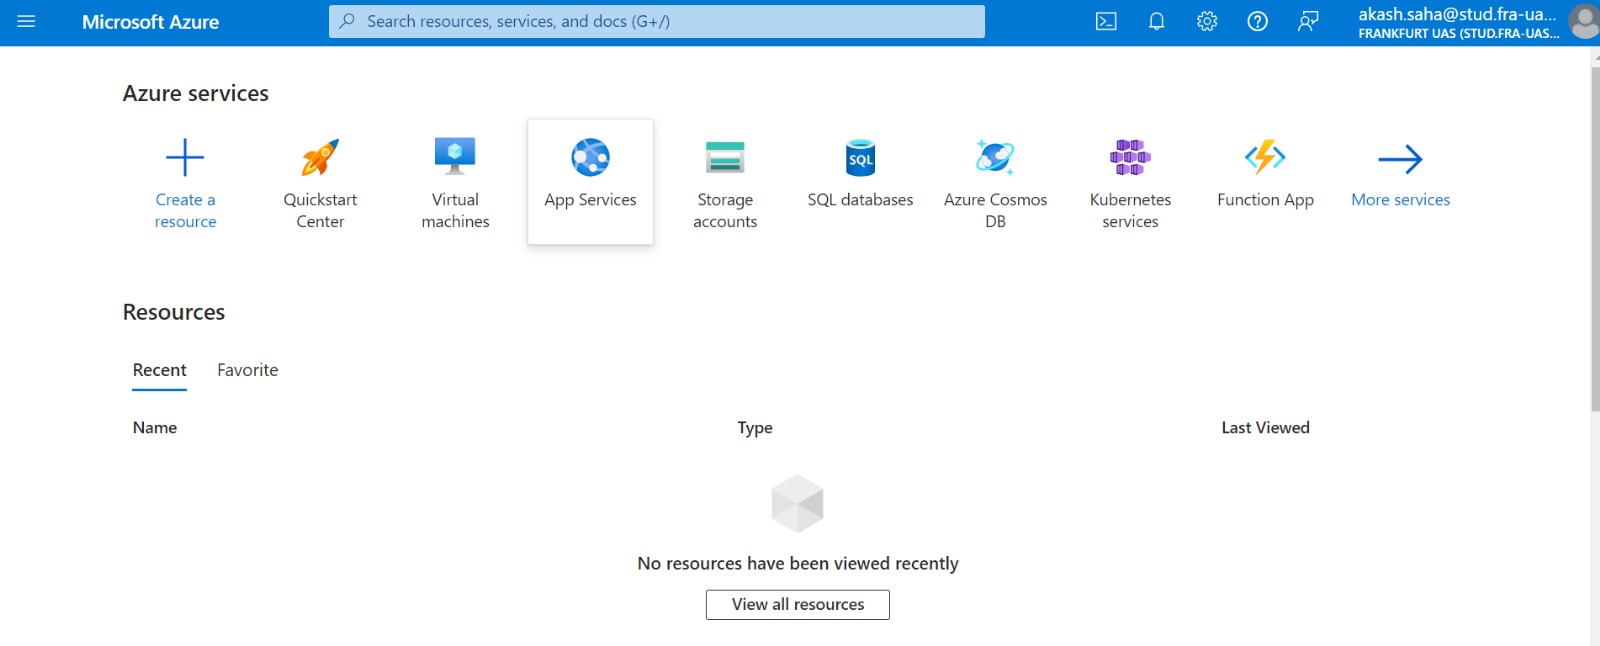 Microsoft Azure
Search resources, services, and docs (G+/)
akash.saha@stud.fra-ua...
FRANKFURT UAS (STUD.FRA-UAS...
Azure services
Create a
resource
Quickstart
Center
Virtual
machines
App Services
Storage
accounts
SQL
SQL databases
Azure Cosmos
DB
Kubernetes
services
Function App
More services
Resources
Recent Favorite
Name Type Last Viewed
No resources have been viewed recently
View all resources